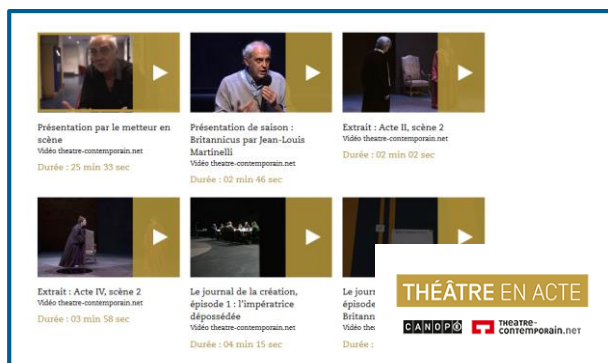 Présentation par le metteur en
scène
Vidéo theatre-contemporain.net
Durée : 25 min 33 sec
Présentation de saison :
Britannicus par Jean-Louis
Martinelli
Vidéo theatre-contemporain.net
Durée : 02 min 46 sec
Extrait : Acte II, scène 2
Vidéo theatre-contemporain.net
Durée : 02 min 02 sec
Extrait : Acte IV, scène 2
Vidéo theatre-contemporain.net
Durée : 03 min 58 sec
Le journal de la création,
épisode 1 : l'impératrice
dépossédée
Vidéo theatre-contemporain.net
Durée : 04 min 15 sec
Le
épisode
Durée :
THÉÂTRE EN ACTE
CANOPÉ
THEATRE-
CONTEMPORAIN.NET